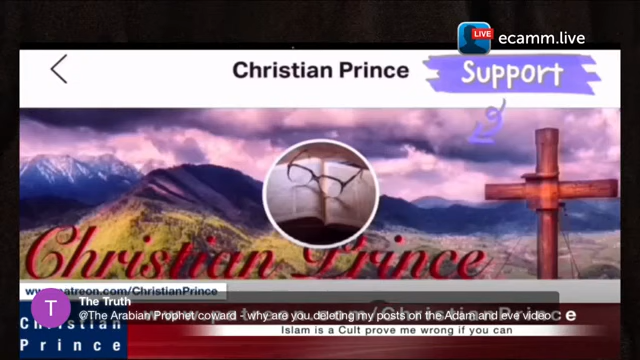 LIVE
ecamm.live
Christian Prince
Support
Christian Prince
www.patreon.com/ChristianPrince
T
The Truth
@The Arabian Prophet coward - why are you deleting my posts on the Adam and eve video
Christian
Prince
Islam is a Cult prove me wrong if you can